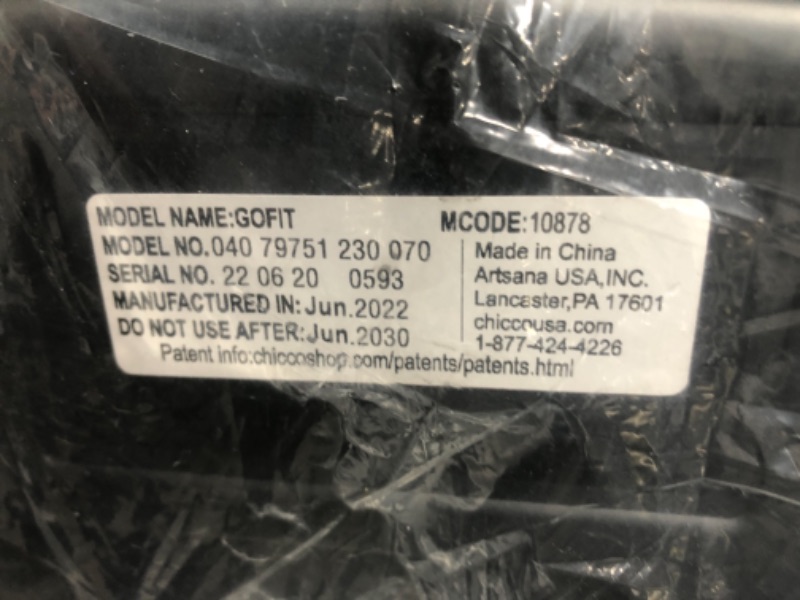 MODEL NAME:GOFIT
MODEL NO.040 79751 230 070
SERIAL NO. 22 06 20 0593
MANUFACTURED IN:Jun.2022
DO NOT USE AFTER:Jun.2030
MCODE:10878
Made in China
Artsana USA,INC.
Lancaster,PA 17601
chiccousa.com
1-877-424-4226
Patent info:chiccoshop.com/patents/patents.html